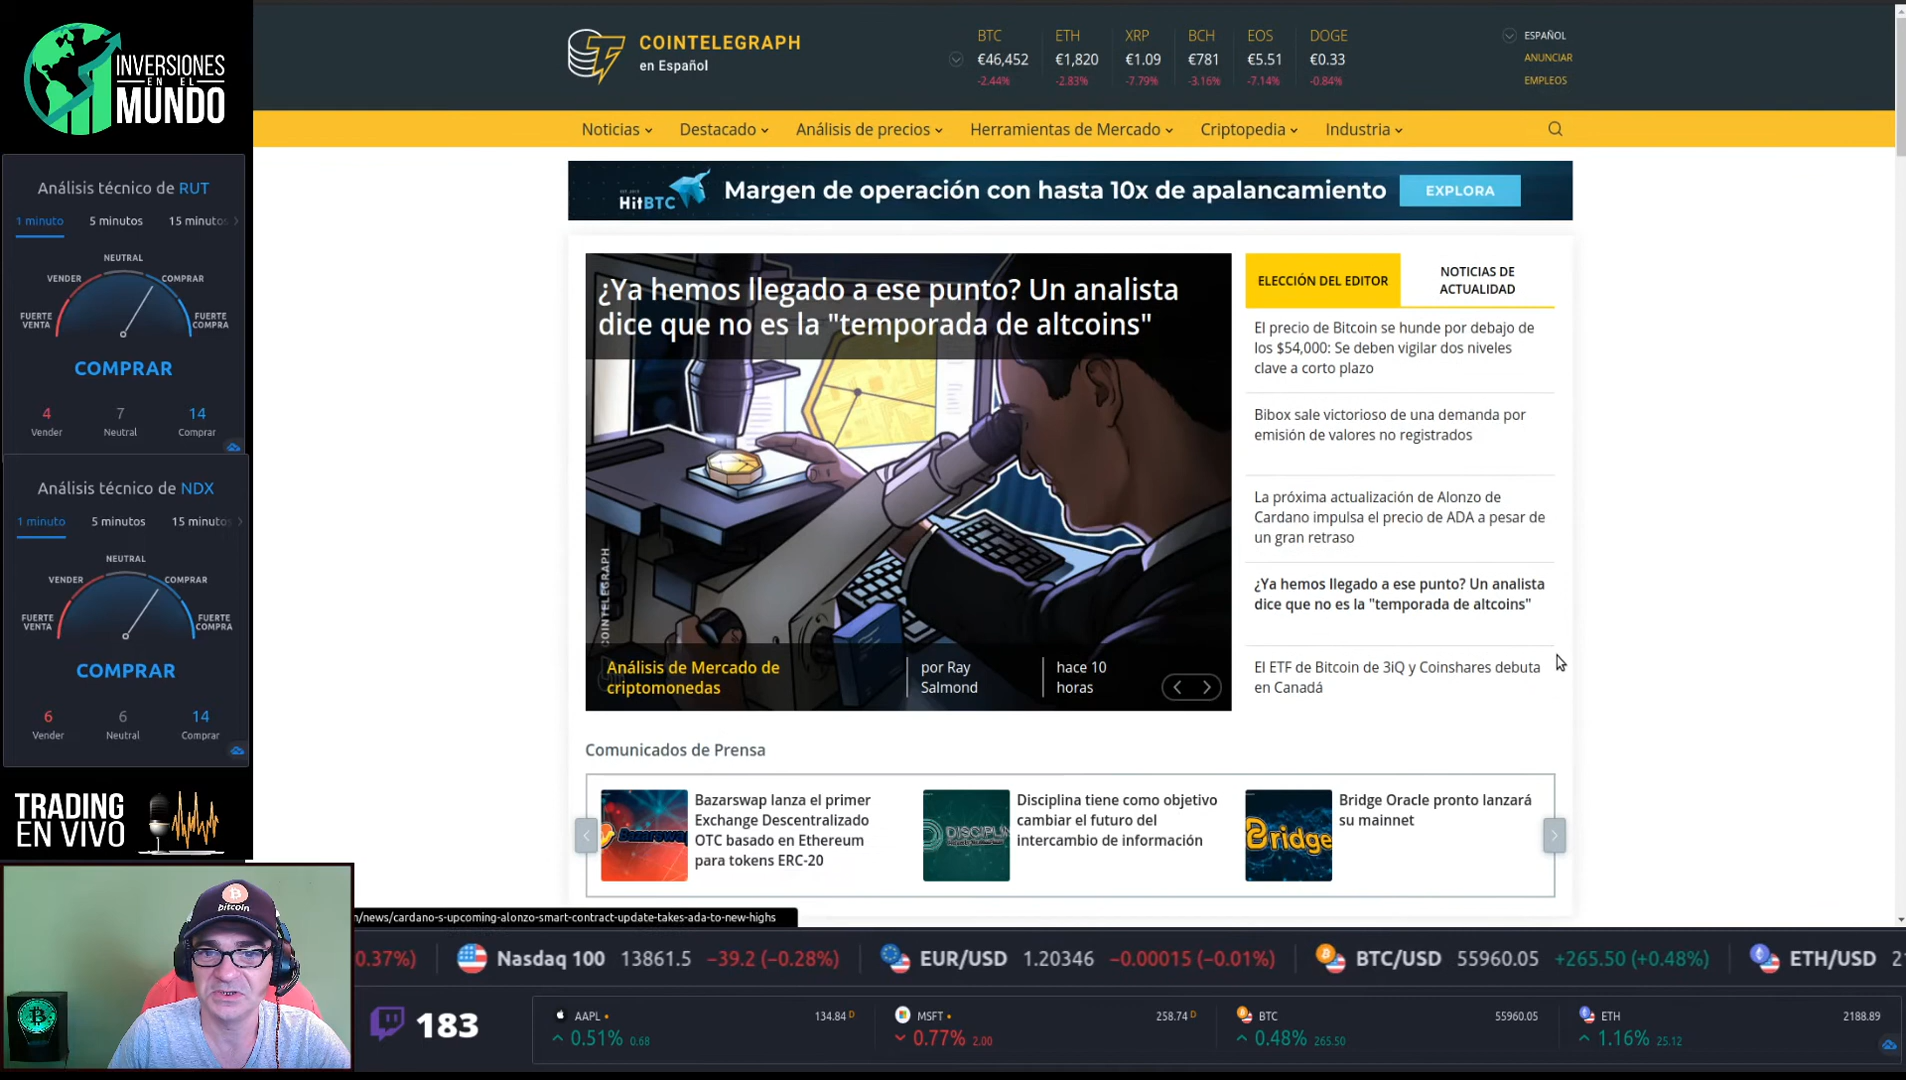 INVERSIONES
EN EL
MUNDO
Análisis técnico de RUT
1 minuto
5 minutos
15 minutos
NEUTRAL
VENDER
COMPRAR
FUERTE
VENTA
FUERTE
COMPRA
COMPRAR
4
7
14
Vender
Neutral
Comprar
Análisis técnico de NDX
1 minuto
5 minutos
15 minutos
NEUTRAL
VENDER
COMPRAR
FUERTE
VENTA
FUERTE
COMPRA
COMPRAR
6
6
14
Vender
Neutral
Comprar
TRADING
EN VIVO
COINTELEGRAPH
en Español
BTC
ETH
XRP
BCH
EOS
DOGE
€46,452
€1,820
€1.09
€781
€5.51
€0.33
-2.44%
-2.83%
-7.79%
-3.16%
-7.14%
-0.84%
ESPAÑOL
ANUNCIAR
EMPLEOS
Noticias
Destacado
Análisis de precios
Herramientas de Mercado
Criptopedia
Industria
HitBTC
Margen de operación con hasta 10x de apalancamiento
EXPLORA
¿Ya hemos llegado a ese punto? Un analista
dice que no es la "temporada de altcoins"
COINTELEGRAPH
Análisis de Mercado de
criptomonedas
por Ray
Salmond
hace 10
horas
ELECCIÓN DEL EDITOR
NOTICIAS DE
ACTUALIDAD
El precio de Bitcoin se hunde por debajo de
los $54,000: Se deben vigilar dos niveles
clave a corto plazo
Bibox sale victorioso de una demanda por
emisión de valores no registrados
La próxima actualización de Alonzo de
Cardano impulsa el precio de ADA a pesar de
un gran retraso
¿Ya hemos llegado a ese punto? Un analista
dice que no es la "temporada de altcoins"
El ETF de Bitcoin de 3iQ y Coinshares debuta
en Canadá
Comunicados de Prensa
Bazarswap
Bazarswap lanza el primer
Exchange Descentralizado
OTC basado en Ethereum
para tokens ERC-20
DISCIPLIN
Disciplina tiene como objetivo
cambiar el futuro del
intercambio de información
Bridge
Bridge Oracle pronto lanzará
su mainnet
n/news/cardano-s-upcoming-alonzo-smart-contract-update-takes-ada-to-new-highs
bitcoin
0.37%)
Nasdaq 100 13861.5 −39.2 (−0.28%)
EUR/USD 1.20346 −0.00015 (−0.01%)
BTC/USD 55960.05 +265.50 (+0.48%)
ETH/USD
183
AAPL
134.84 D
0.51% 0.68
MSFT
258.74 D
0.77% 2.00
BTC
55960.05
0.48% 265.50
ETH
2188.89
1.16% 25.12